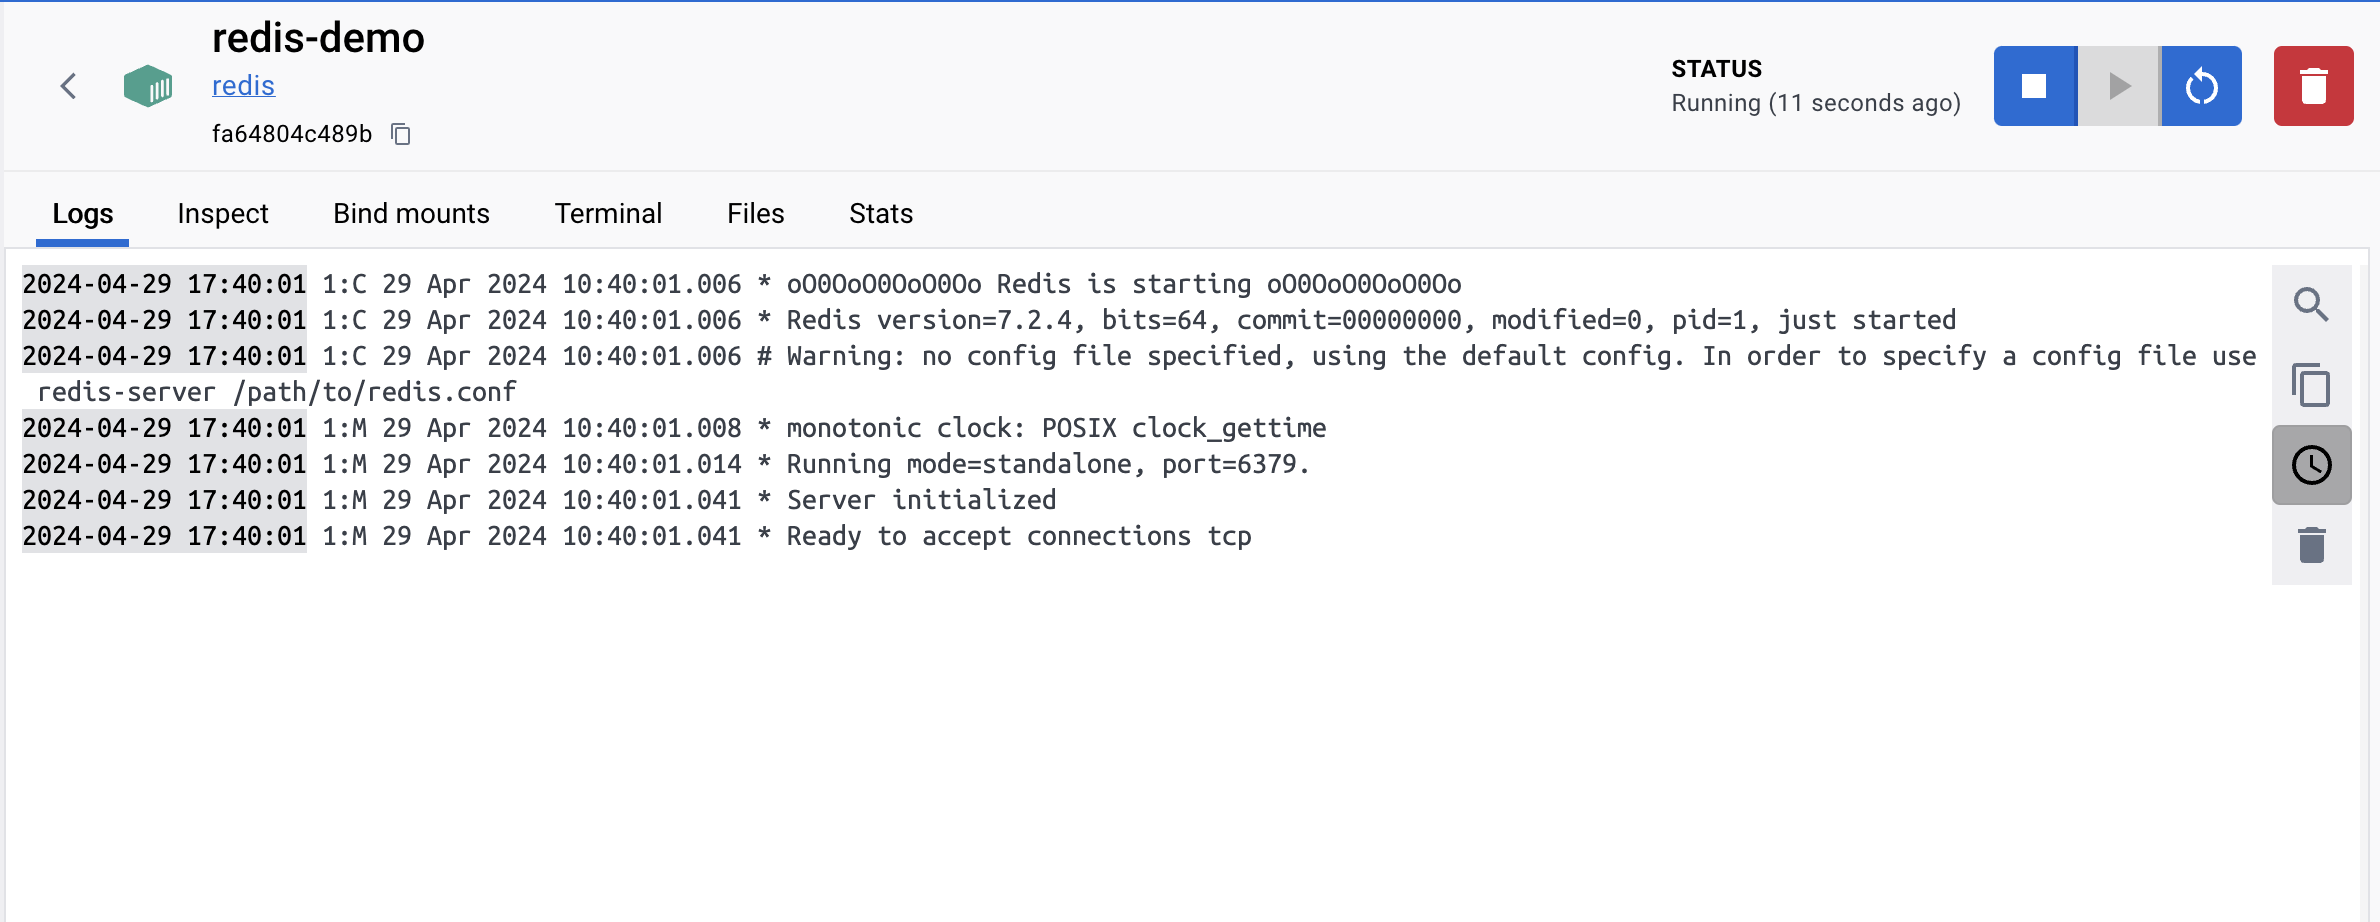 redis-demo
redis
fa64804c489b
STATUS
Running (11 seconds ago)
Logs Inspect Bind mounts Terminal Files Stats
2024-04-29 17:40:01 1:C 29 Apr 2024 10:40:01.006 * oO0OoO0OoO0Oo Redis is starting oO0OoO0OoO0Oo
2024-04-29 17:40:01 1:C 29 Apr 2024 10:40:01.006 * Redis version=7.2.4, bits=64, commit=00000000, modified=0, pid=1, just started
2024-04-29 17:40:01 1:C 29 Apr 2024 10:40:01.006 # Warning: no config file specified, using the default config. In order to specify a config file use
redis-server /path/to/redis.conf
2024-04-29 17:40:01 1:M 29 Apr 2024 10:40:01.008 * monotonic clock: POSIX clock_gettime
2024-04-29 17:40:01 1:M 29 Apr 2024 10:40:01.014 * Running mode=standalone, port=6379.
2024-04-29 17:40:01 1:M 29 Apr 2024 10:40:01.041 * Server initialized
2024-04-29 17:40:01 1:M 29 Apr 2024 10:40:01.041 * Ready to accept connections tcp